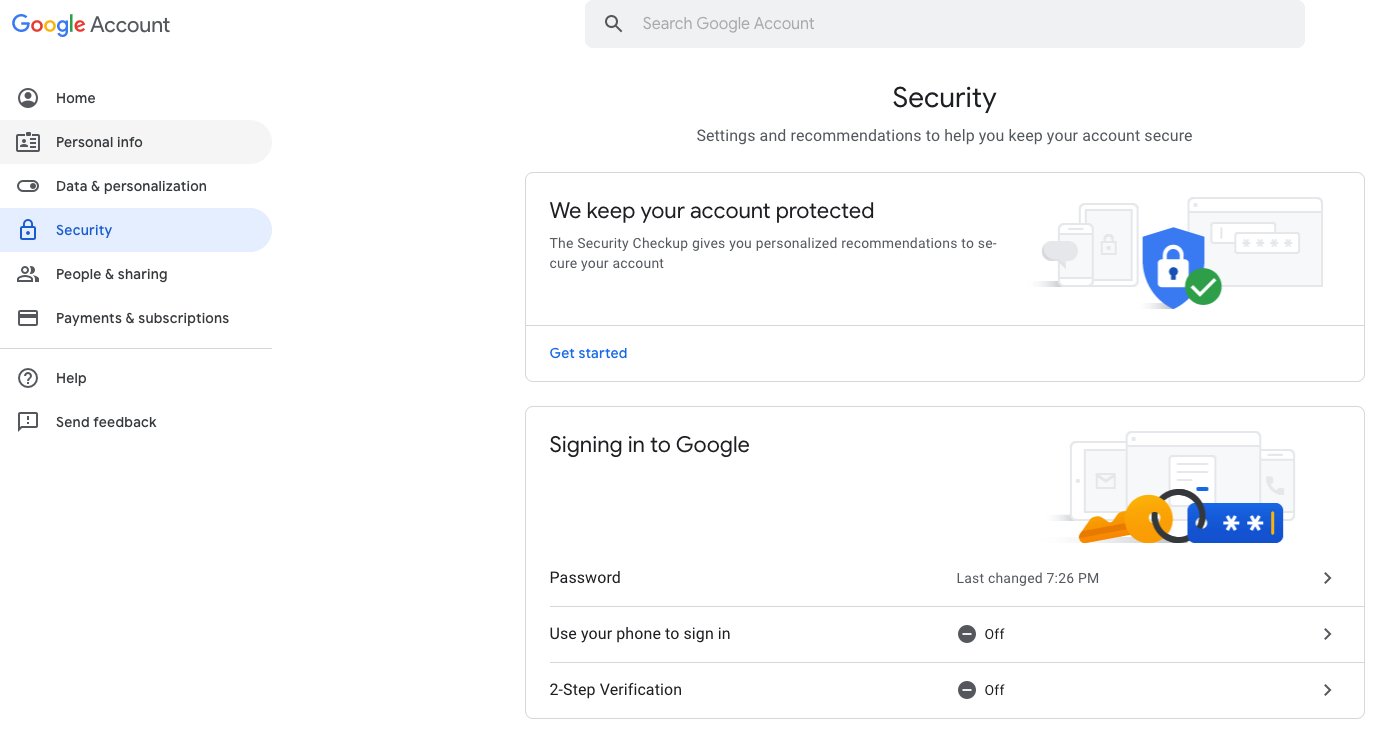 Google Account
Search Google Account
Home
Personal info
Data & personalization
Security
People & sharing
Payments & subscriptions
Help
Send feedback
Security
Settings and recommendations to help you keep your account secure
We keep your account protected
The Security Checkup gives you personalized recommendations to se-
cure your account
Get started
Signing in to Google
Password
Last changed 7:26 PM
Use your phone to sign in
Off
2-Step Verification
Off